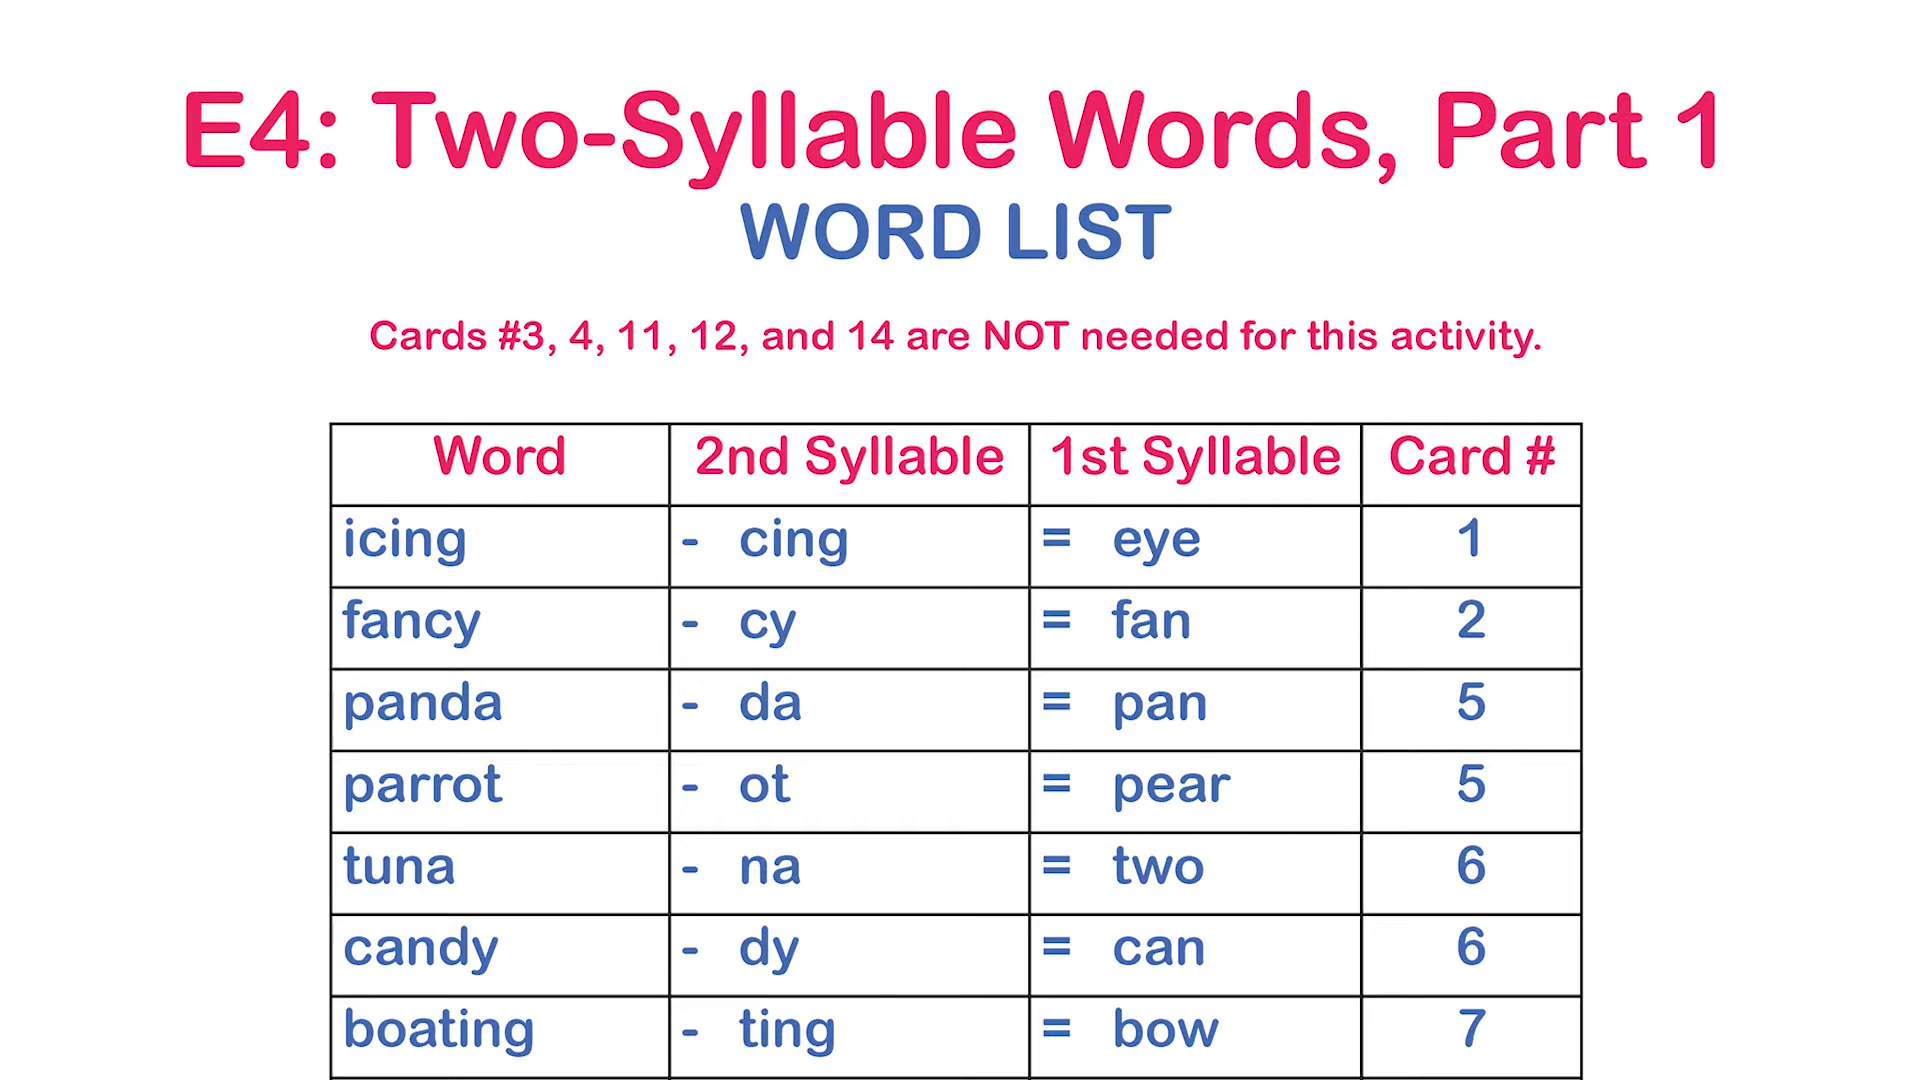 E4: Two-Syllable Words, Part 1
WORD LIST
Cards #3, 4, 11, 12, and 14 are NOT needed for this activity.
Word 2nd Syllable 1st Syllable Card #
icing - cing = eye 1
fancy - cy = fan 2
panda - da = pan 5
parrot - ot = pear 5
tuna - na = two 6
candy - dy = can 6
boating - ting = bow 7